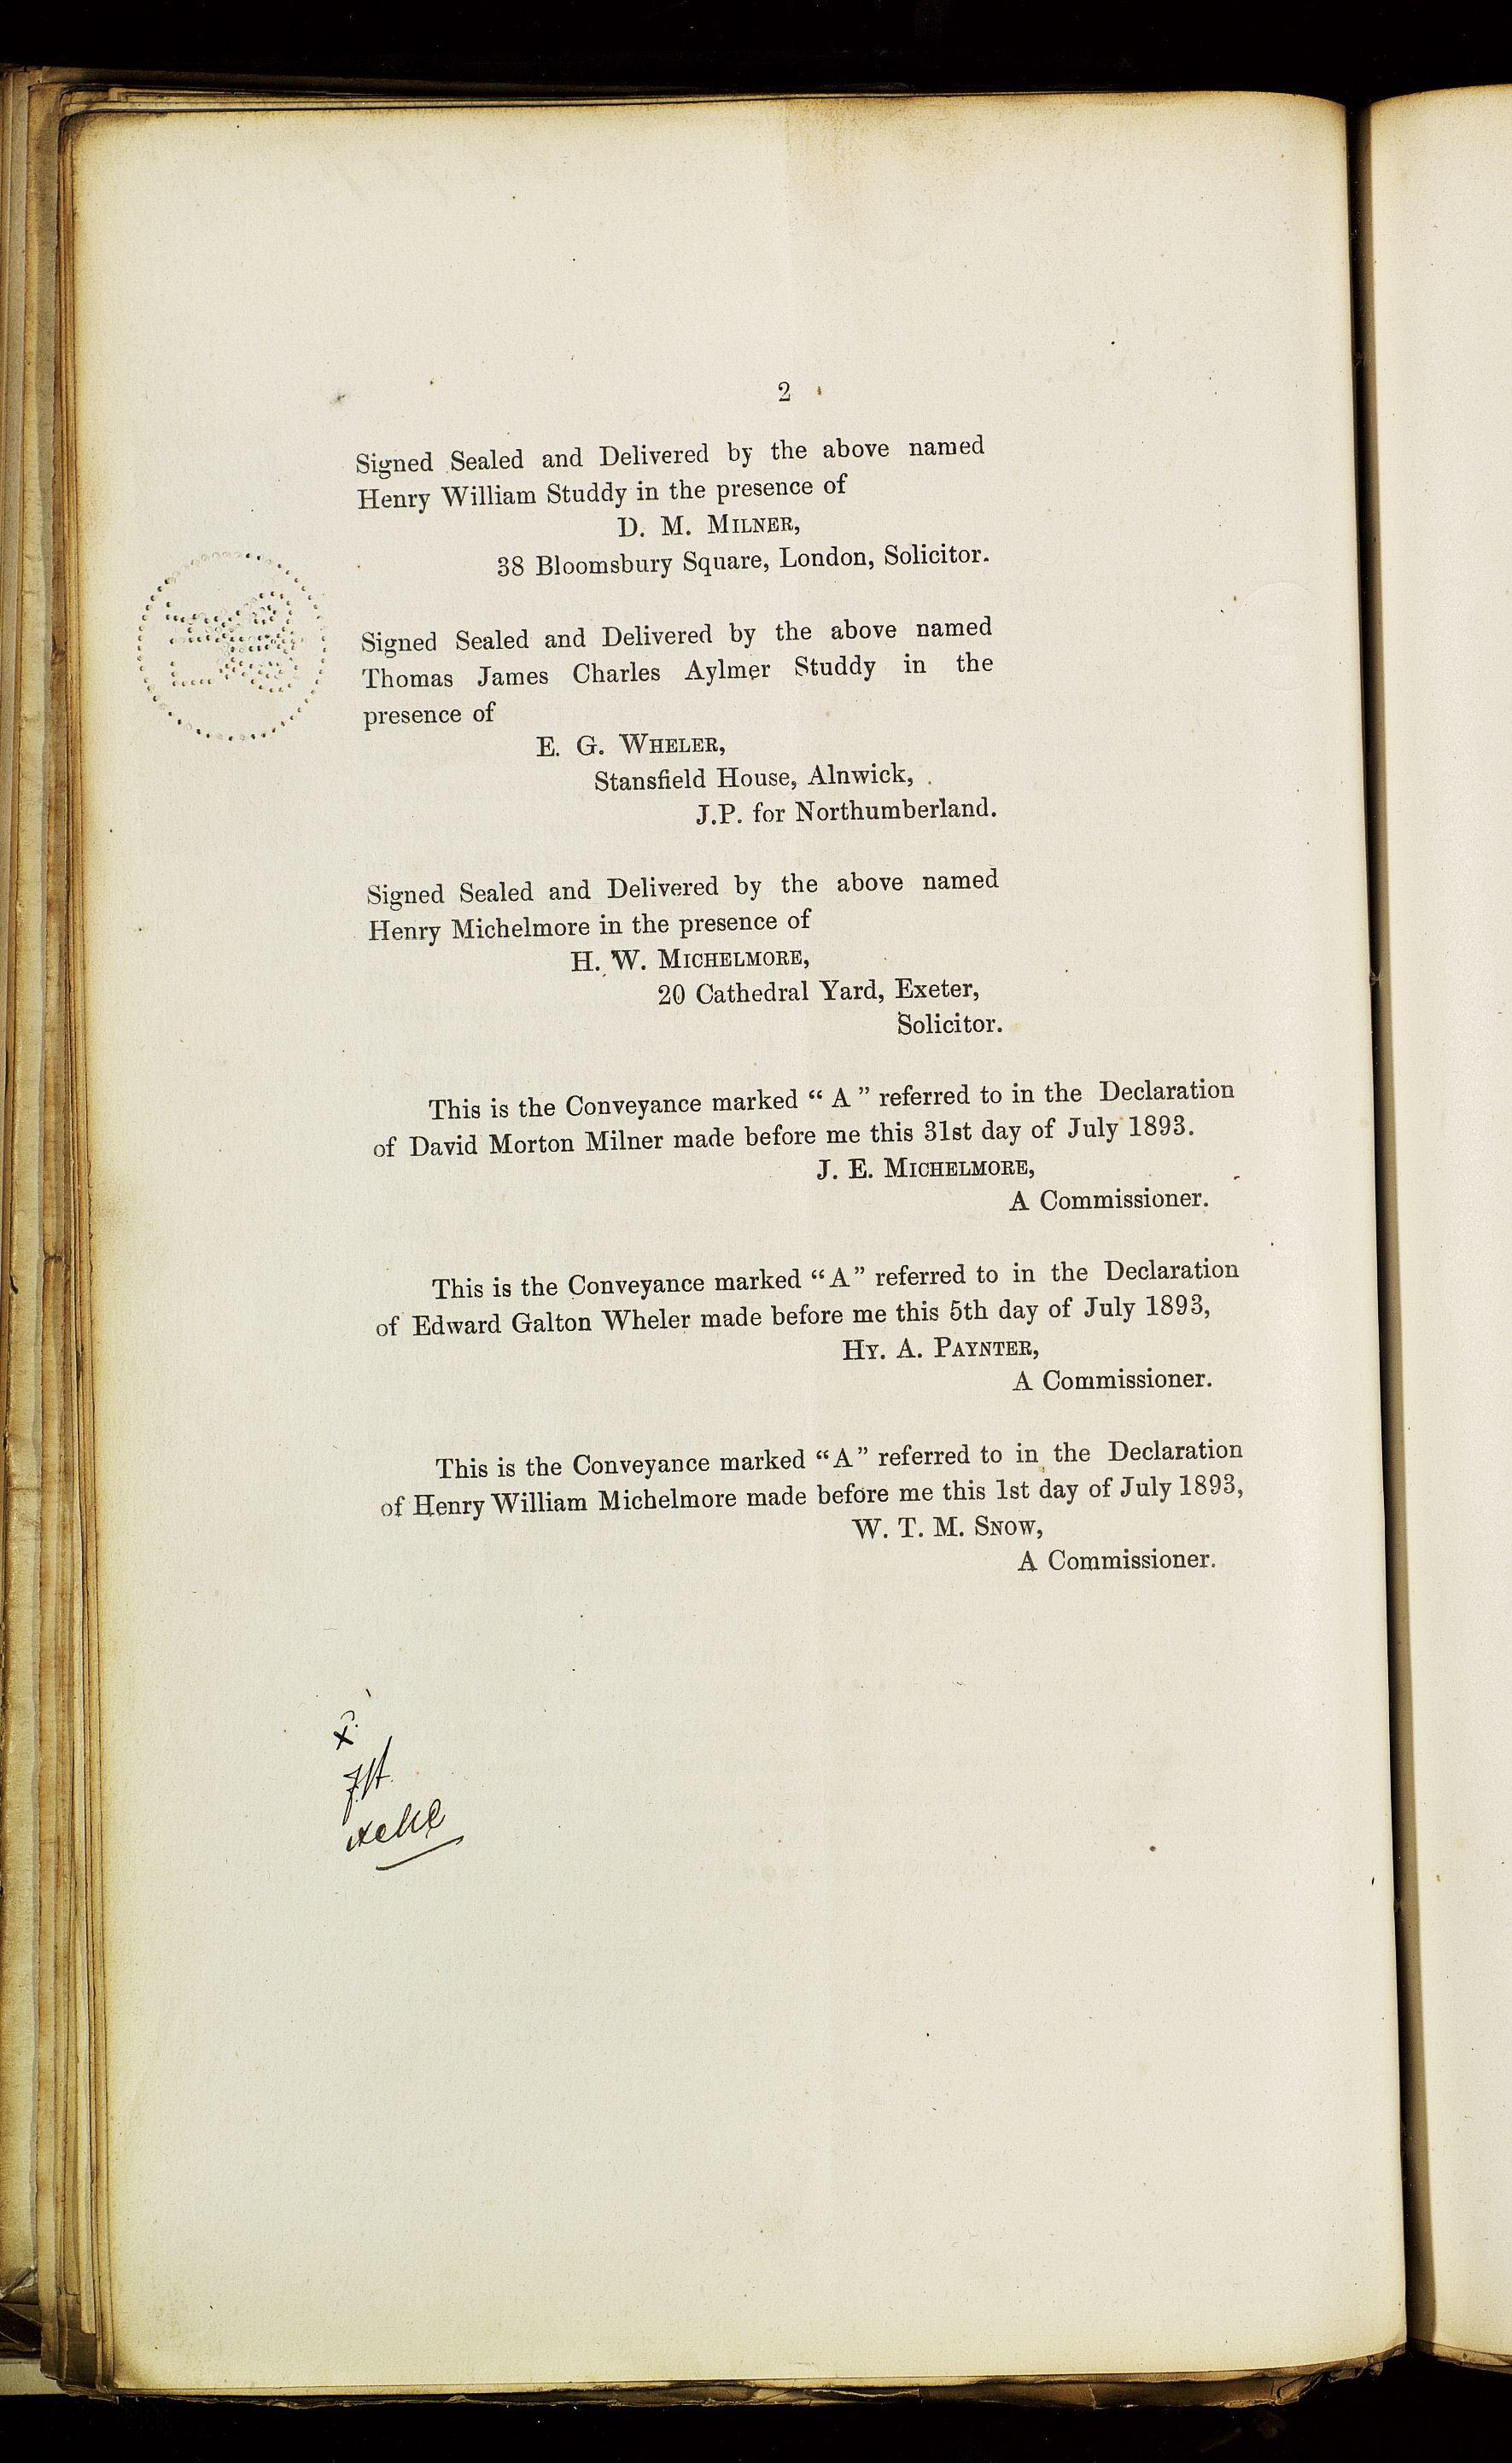 2
Signed Sealed and Delivered by the above named
Henry William Studdy in the presence of
D. M. MILNER,
38 Bloomsbury Square, London, Solicitor.
Signed Sealed and Delivered by the above named
Thomas James Charles Aylmer Studdy in the
presence of
E. G. WHELER,
Stansfield House, Alnwick,
J.P. for Northumberland.
Signed Sealed and Delivered by the above named
Henry Michelmore in the presence of
H. W. MICHELMORE,
20 Cathedral Yard, Exeter,
Solicitor.
This is the Conveyance marked “ A ” referred to in the Declaration
of David Morton Milner made before me this 31st day of July 1893.
J. E. MICHELMORE,
A Commissioner.
This is the Conveyance marked “A” referred to in the Declaration
of Edward Galton Wheler made before me this 5th day of July 1893,
HY. A. PAYNTER,
A Commissioner.
This is the Conveyance marked “A” referred to in the Declaration
of Henry William Michelmore made before me this 1st day of July 1893,
W. T. M. SNOW,
A Commissioner.